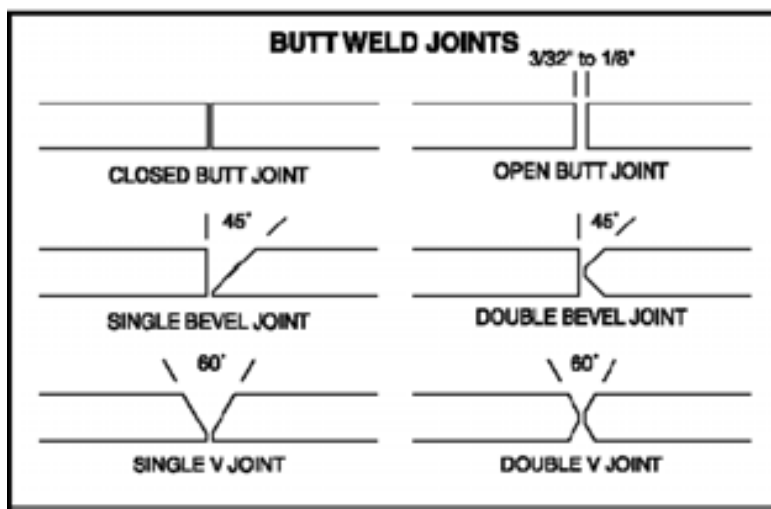 BUTT WELD JOINTS
3/32" to 1/8"
CLOSED BUTT JOINT
OPEN BUTT JOINT
45°
45°
SINGLE BEVEL JOINT
DOUBLE BEVEL JOINT
60°
60°
SINGLE V JOINT
DOUBLE V JOINT